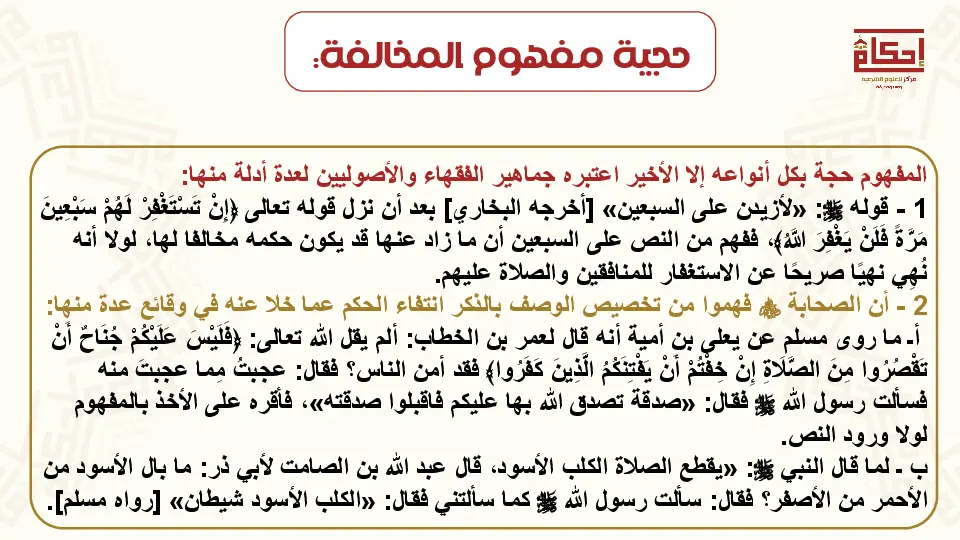 حجية مفهوم المخالفة:
إحكام
مركز للعلوم الشرعية
المفهوم حجة بكل أنواعه إلا الأخير اعتبره جماهير الفقهاء والأصوليين لعدة أدلة منها:
1 - قوله ﷺ: «لأزيدن على السبعين» [أخرجه البخاري] بعد أن نزل قوله تعالى ﴿إِنْ تَسْتَغْفِرْ لَهُمْ سَبْعِينَ
مَرَّةً فَلَنْ يَغْفِرَ اللَّهُ﴾، ففهم من النص على السبعين أن ما زاد عنها قد يكون حكمه مخالفا لها، لولا أنه
نُهِي نهيًا صريحًا عن الاستغفار للمنافقين والصلاة عليهم.
2 - أن الصحابة ﷺ فهموا من تخصيص الوصف بالذكر انتفاء الحكم عما خلا عنه في وقائع عدة منها:
أـ ما روى مسلم عن يعلى بن أمية أنه قال لعمر بن الخطاب: ألم يقل الله تعالى: ﴿فَلَيْسَ عَلَيْكُمْ جُنَاحٌ أَنْ
تَقْصُرُوا مِنَ الصَّلَاةِ إِنْ خِفْتُمْ أَنْ يَفْتِنَكُمُ الَّذِينَ كَفَرُوا﴾ فقد أمن الناس؟ فقال: عجبتُ مِما عجبتَ منه
فسألت رسول الله ﷺ فقال: «صدقة تصدق الله بها عليكم فاقبلوا صدقته»، فأقره على الأخذ بالمفهوم
لولا ورود النص.
ب ـ لما قال النبي ﷺ: «يقطع الصلاة الكلب الأسود، قال عبد الله بن الصامت لأبي ذر: ما بال الأسود من
الأحمر من الأصفر؟ فقال: سألت رسول الله ﷺ كما سألتني فقال: «الكلب الأسود شيطان» [رواه مسلم].